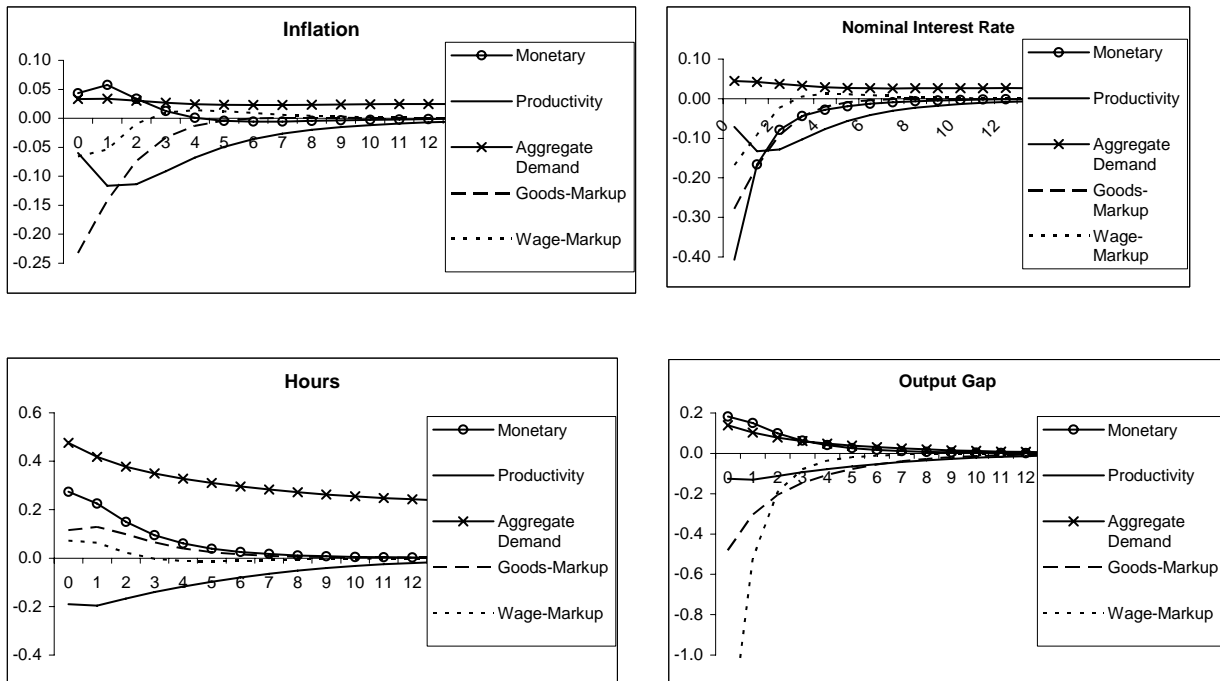 Inflation
0.10
0.05
0.00
-0.05
-0.10
-0.15
-0.20
-0.25
0 1 2 3 4 5 6 7 8 9 10 11 12
Monetary
Productivity
Aggregate
Demand
Goods-Markup
Wage-Markup
Nominal Interest Rate
0.10
0.00
-0.10
-0.20
-0.30
-0.40
0 2 4 6 8 10 12
Monetary
Productivity
Aggregate
Demand
Goods-
Markup
Wage-
Markup
Hours
0.6
0.4
0.2
0.0
-0.2
-0.4
0 1 2 3 4 5 6 7 8 9 10 11 12
Monetary
Productivity
Aggregate
Demand
Goods-Markup
Wage-Markup
Output Gap
0.2
0.0
-0.2
-0.4
-0.6
-0.8
-1.0
0 1 2 3 4 5 6 7 8 9 10 11 12
Monetary
Productivity
Aggregate
Demand
Goods-Markup
Wage-Markup